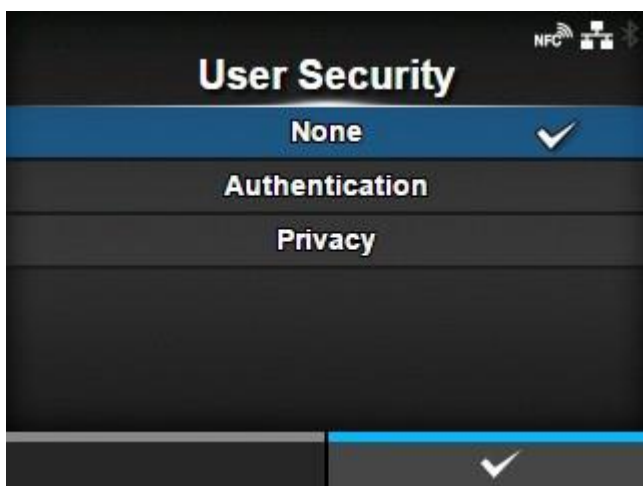 NFC
User Security
None
Authentication
Privacy